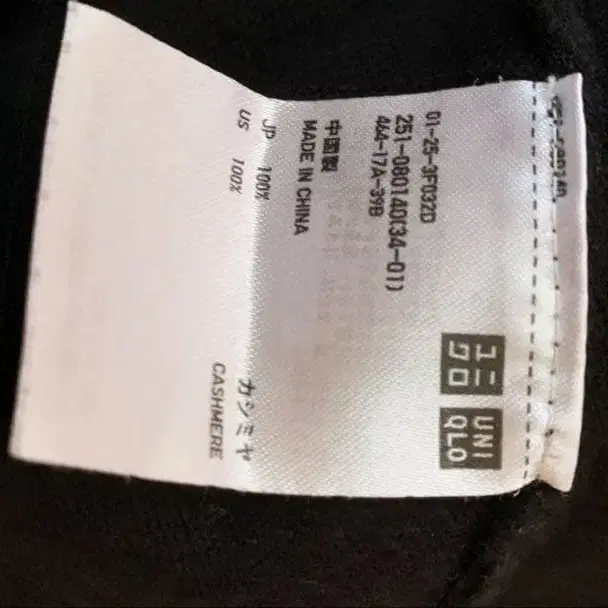 ユニ
クロ
UNI
QLO
01-25-3F032D
251-080140(34-01)
464-17A-39B
中国製
MADE IN CHINA
JP 100% カシミヤ
US 100% CASHMERE